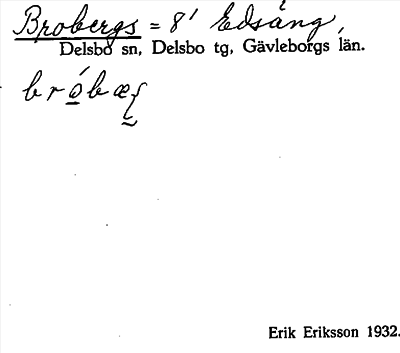 Brobergs = 8' Edsäng,
Delsbo sn, Delsbo tg, Gävleborgs län.
Erik Eriksson 1932.